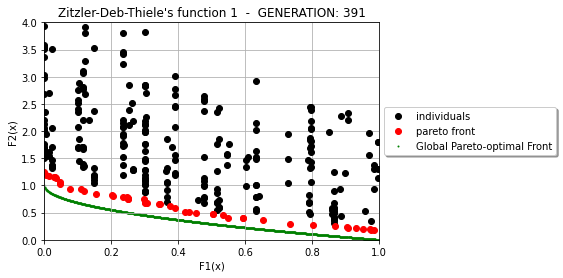 Zitzler-Deb-Thiele's function 1 - GENERATION: 391
4.0
3.5
3.0
2.5
2.0
1.5
1.0
0.5
0.0
F2(x)
0.0 0.2 0.4 0.6 0.8 1.0
F1(x)
individuals
pareto front
Global Pareto-optimal Front